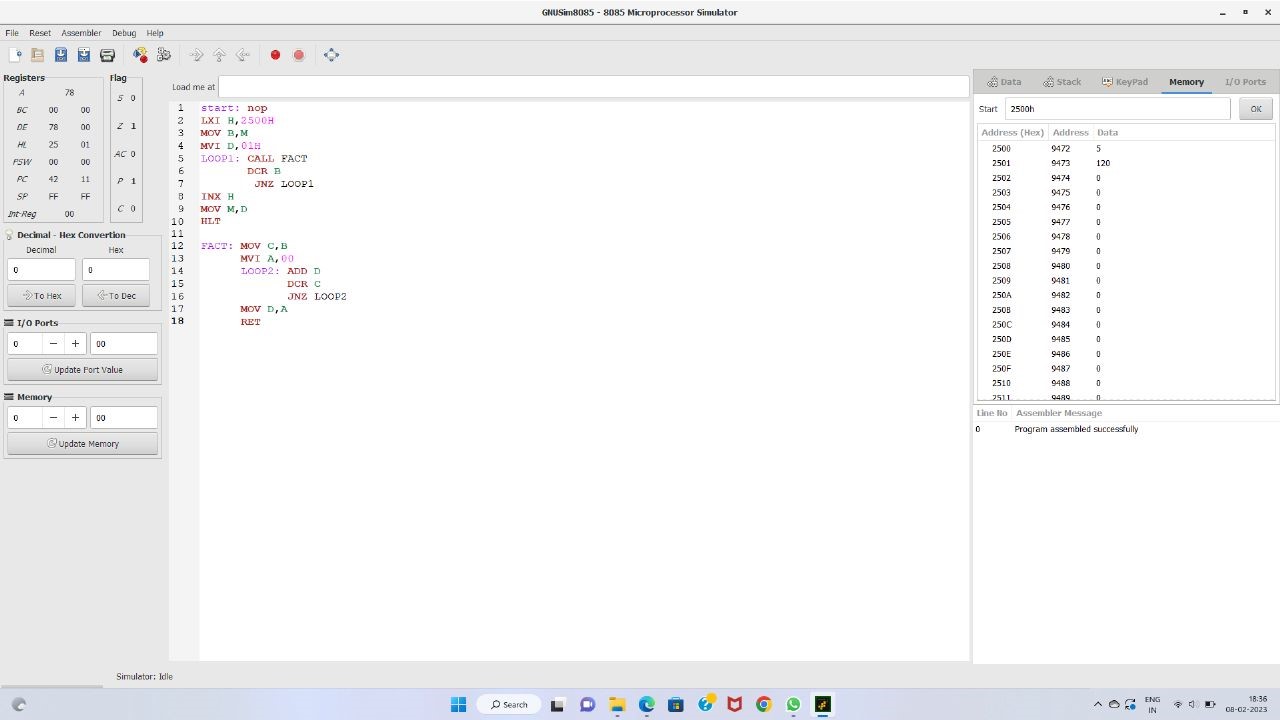 GNUSim8085 - 8085 Microprocessor Simulator
File Reset Assembler Debug Help
Registers
A 78
BC 00 00
DE 78 00
HL 25 01
PSW 00 00
PC 42 11
SP FF FF
Int-Reg 00
Flag
S 0
Z 1
AC 0
P 1
C 0
Decimal - Hex Convertion
Decimal Hex
0 0
To Hex To Dec
I/O Ports
0 − + 00
Update Port Value
Memory
0 − + 00
Update Memory
Load me at
1 start: nop
2 LXI H,2500H
3 MOV B,M
4 MVI D,01H
5 LOOP1: CALL FACT
6 DCR B
7 JNZ LOOP1
8 INX H
9 MOV M,D
10 HLT
11
12 FACT: MOV C,B
13 MVI A,00
14 LOOP2: ADD D
15 DCR C
16 JNZ LOOP2
17 MOV D,A
18 RET
Data Stack KeyPad Memory I/O Ports
Start 2500h OK
Address (Hex) Address Data
2500 9472 5
2501 9473 120
2502 9474 0
2503 9475 0
2504 9476 0
2505 9477 0
2506 9478 0
2507 9479 0
2508 9480 0
2509 9481 0
250A 9482 0
250B 9483 0
250C 9484 0
250D 9485 0
250E 9486 0
250F 9487 0
2510 9488 0
2511 9489 0
Line No Assembler Message
0 Program assembled successfully
Simulator: Idle
Search
ENG
IN
18:36
08-02-2023